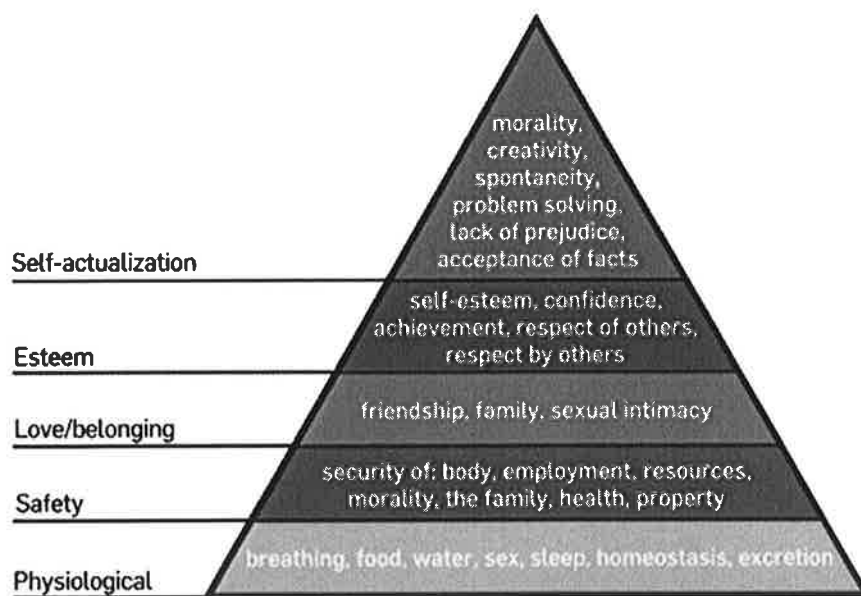 morality,
creativity,
spontaneity,
problem solving,
lack of prejudice,
acceptance of facts
Self-actualization
self-esteem, confidence,
achievement, respect of others,
respect by others
Esteem
friendship, family, sexual intimacy
Love/belonging
security of: body, employment, resources,
morality, the family, health, property
Safety
breathing, food, water, sex, sleep, homeostasis, excretion
Physiological